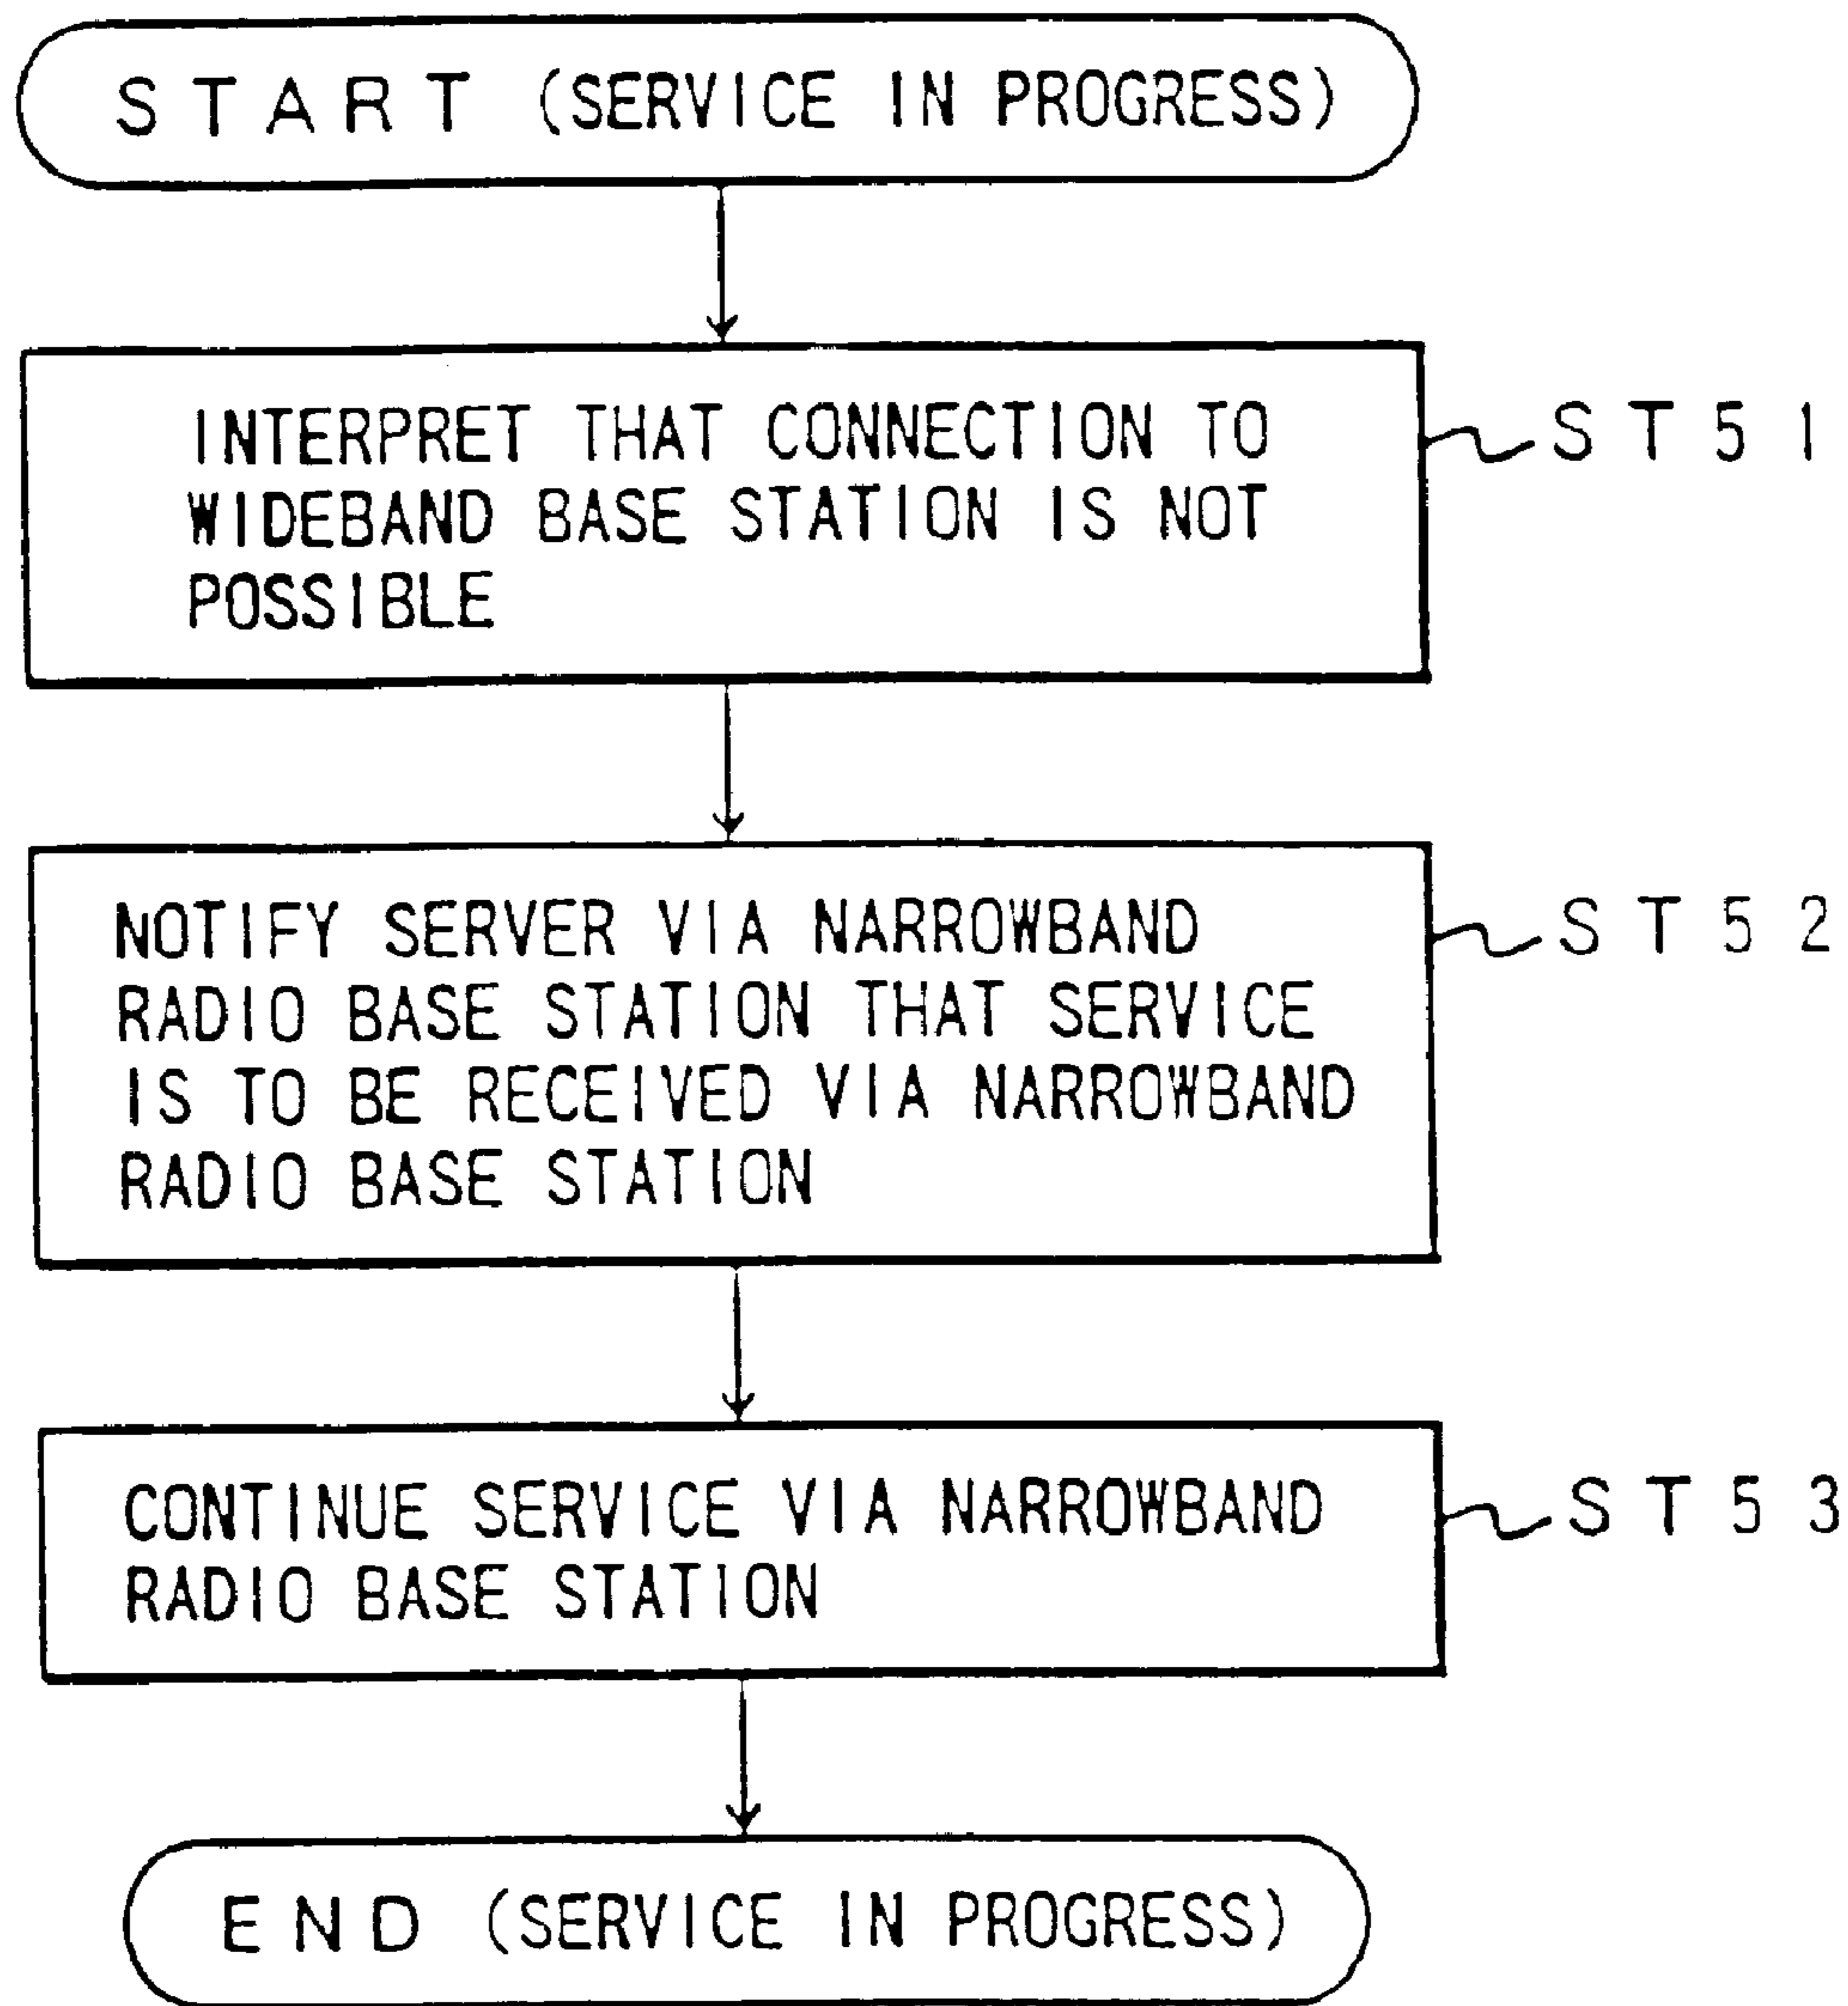 START (SERVICE IN PROGRESS)
INTERPRET THAT CONNECTION TO
WIDEBAND BASE STATION IS NOT
POSSIBLE
ST51
NOTIFY SERVER VIA NARROWBAND
RADIO BASE STATION THAT SERVICE
IS TO BE RECEIVED VIA NARROWBAND
RADIO BASE STATION
ST52
CONTINUE SERVICE VIA NARROWBAND
RADIO BASE STATION
ST53
END (SERVICE IN PROGRESS)